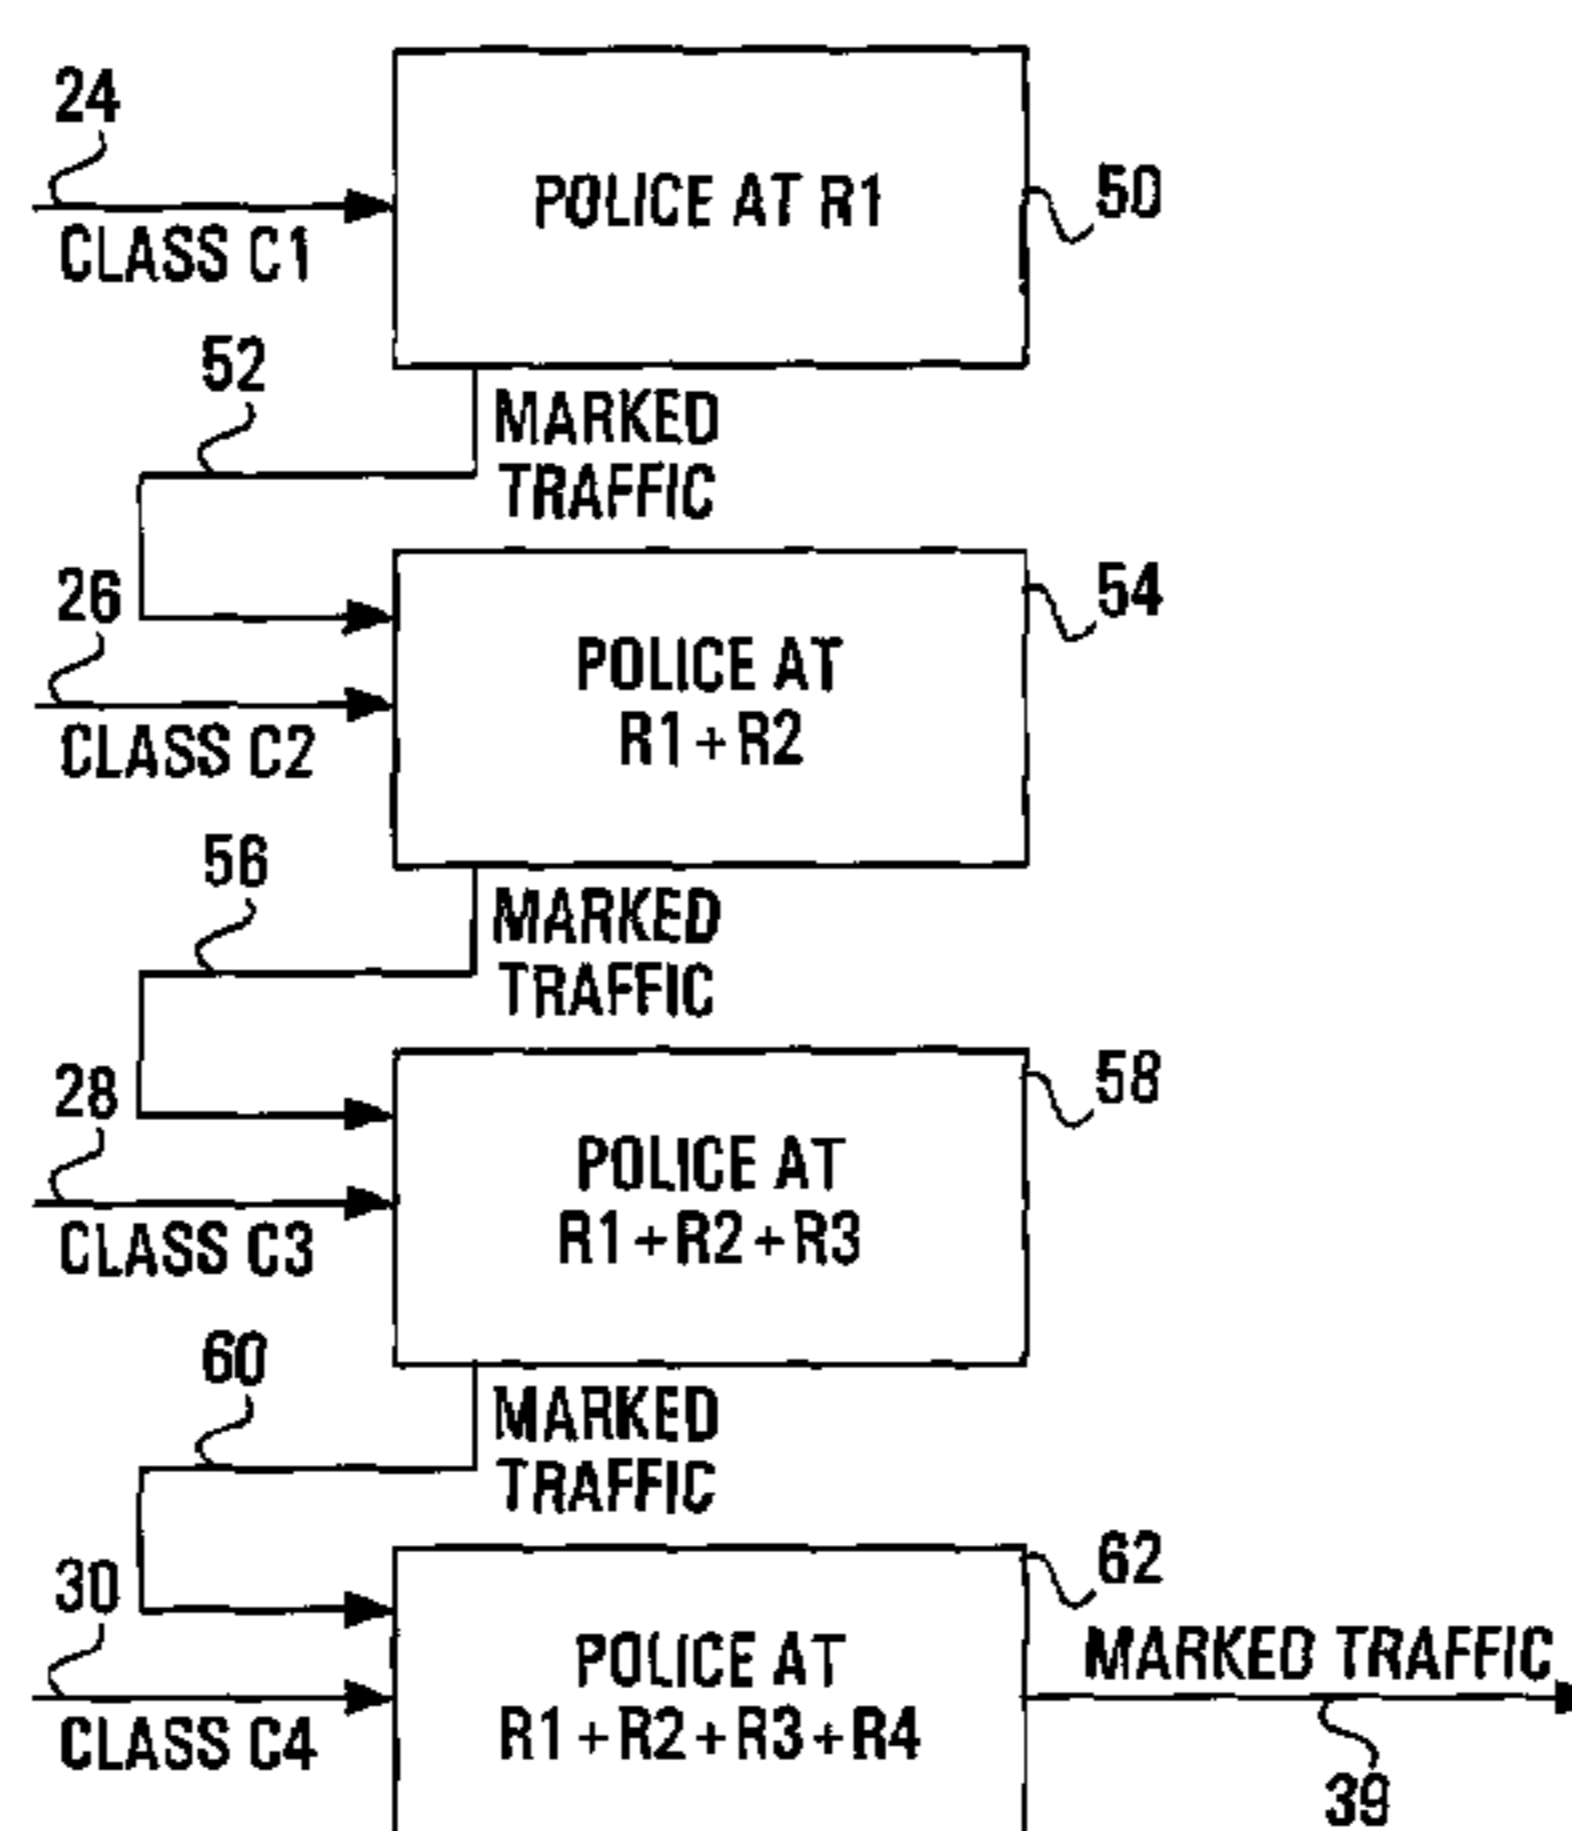 24
POLICE AT R1
50
CLASS C1
52
MARKED
TRAFFIC
26
54
POLICE AT
R1+R2
CLASS C2
56
MARKED
TRAFFIC
28
58
POLICE AT
R1+R2+R3
CLASS C3
60
MARKED
TRAFFIC
30
62
POLICE AT
R1+R2+R3+R4
MARKED TRAFFIC
CLASS C4
39